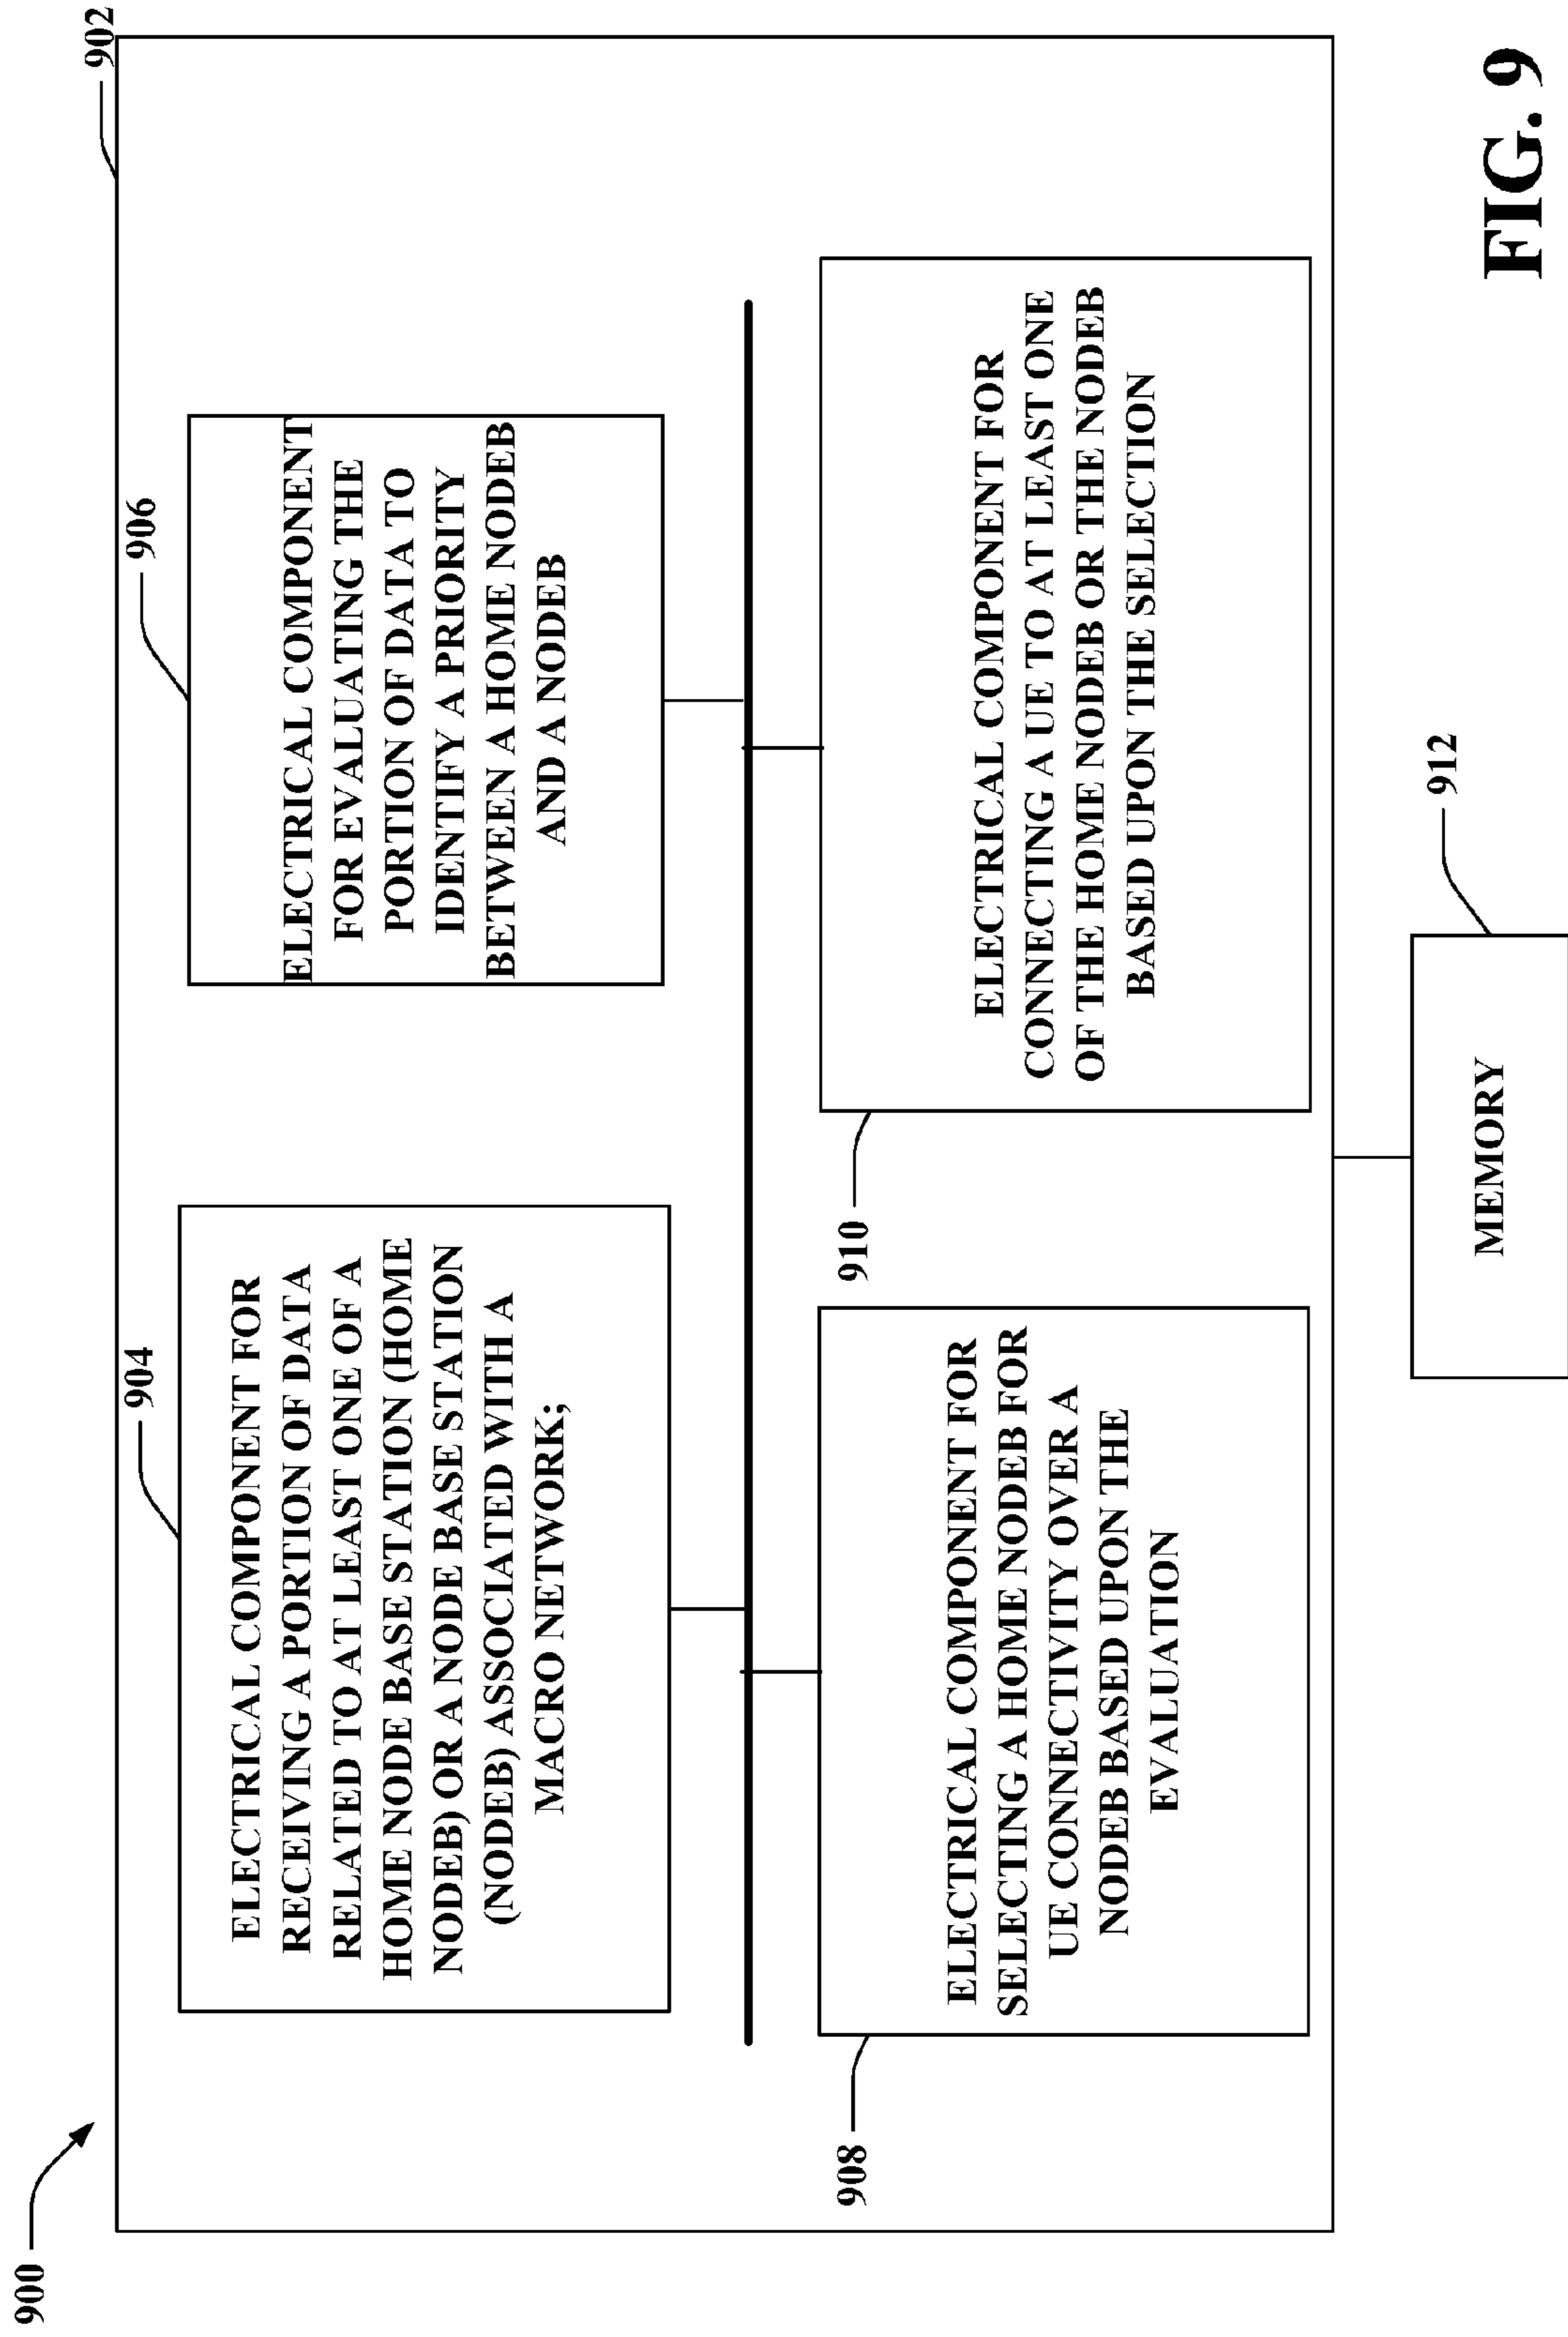 900
902
904
ELECTRICAL COMPONENT FOR
RECEIVING A PORTION OF DATA
RELATED TO AT LEAST ONE OF A
HOME NODE BASE STATION (HOME
NODEB) OR A NODE BASE STATION
(NODEB) ASSOCIATED WITH A
MACRO NETWORK;
906
ELECTRICAL COMPONENT
FOR EVALUATING THE
PORTION OF DATA TO
IDENTIFY A PRIORITY
BETWEEN A HOME NODEB
AND A NODEB
908
ELECTRICAL COMPONENT FOR
SELECTING A HOME NODEB FOR
UE CONNECTIVITY OVER A
NODEB BASED UPON THE
EVALUATION
910
ELECTRICAL COMPONENT FOR
CONNECTING A UE TO AT LEAST ONE
OF THE HOME NODEB OR THE NODEB
BASED UPON THE SELECTION
912
MEMORY
FIG. 9